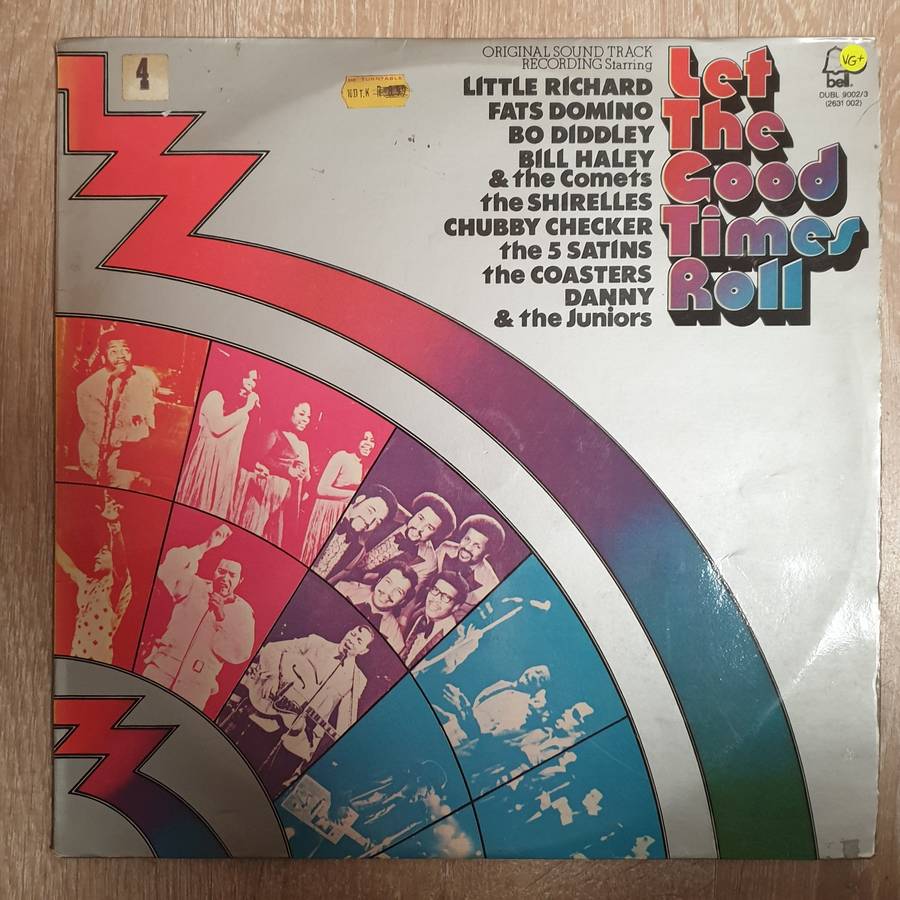 4
ORIGINAL SOUND TRACK
RECORDING Starring
LITTLE RICHARD
FATS DOMINO
BO DIDDLEY
BILL HALEY
& the Comets
the SHIRELLES
CHUBBY CHECKER
the 5 SATINS
the COASTERS
DANNY
& the Juniors
Let
The
Good
Times
Roll
VG+
bell
DUBL 9002/3
(2631 002)
TURNTABLE